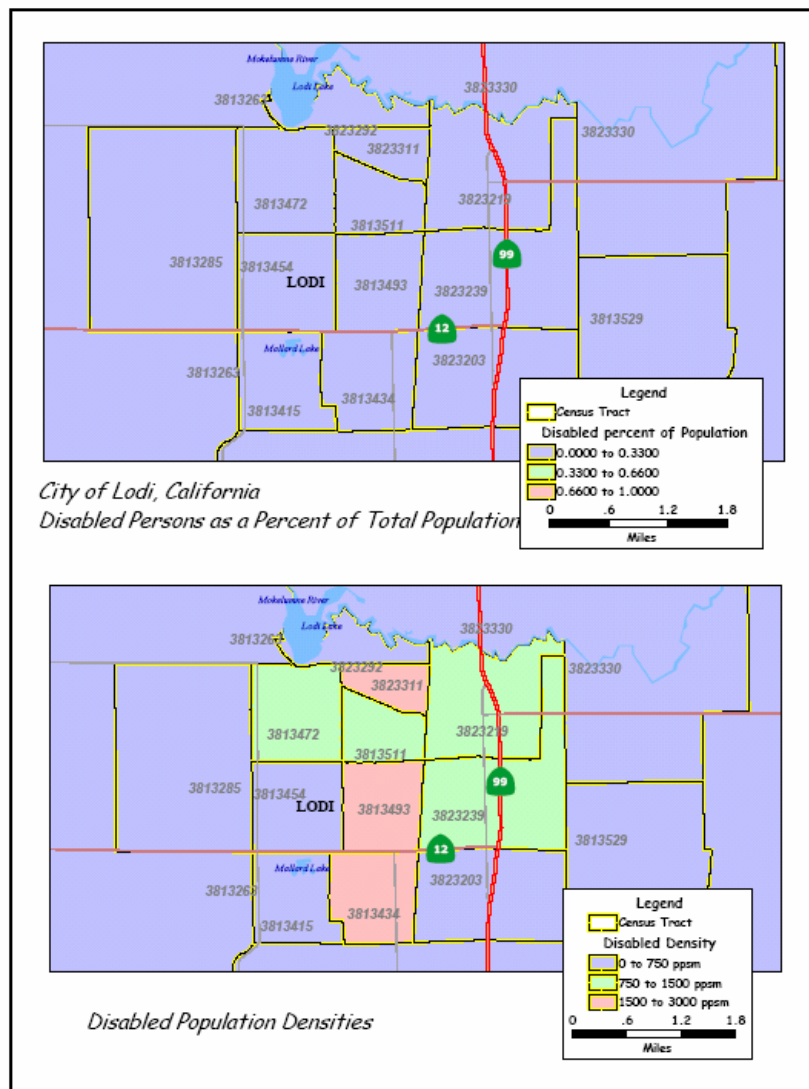 Mokelumne River
Lodi Lake
3823330
3823292
3823311
3823330
3813472
3823219
3813511
3813285
3813454
99
LODI
3813493
3823239
12
3813529
Mallard Lake
3823203
3813263
3813434
3813415
Legend
Census Tract
Disabled percent of Population
0.0000 to 0.3300
0.3300 to 0.6600
0.6600 to 1.0000
0 .6 1.2 1.8
Miles
City of Lodi, California
Disabled Persons as a Percent of Total Population
Mokelumne River
Lodi Lake
3823330
3823292
3823311
3823330
3813472
3823219
3813511
3813285
3813454
99
LODI
3813493
3823239
12
3813529
Mallard Lake
3823203
3813263
3813434
3813415
Legend
Census Tract
Disabled Density
0 to 750 ppsm
750 to 1500 ppsm
1500 to 3000 ppsm
0 .6 1.2 1.8
Miles
Disabled Population Densities